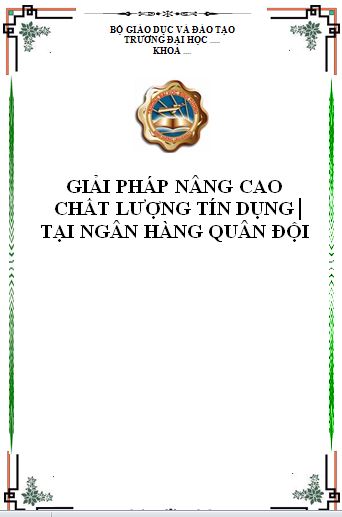 BỘ GIÁO DỤC VÀ ĐÀO TẠO
TRƯỜNG ĐẠI HỌC .....
KHOA ....
GIẢI PHÁP NÂNG CAO
CHẤT LƯỢNG TÍN DỤNG
TẠI NGÂN HÀNG QUÂN ĐỘI